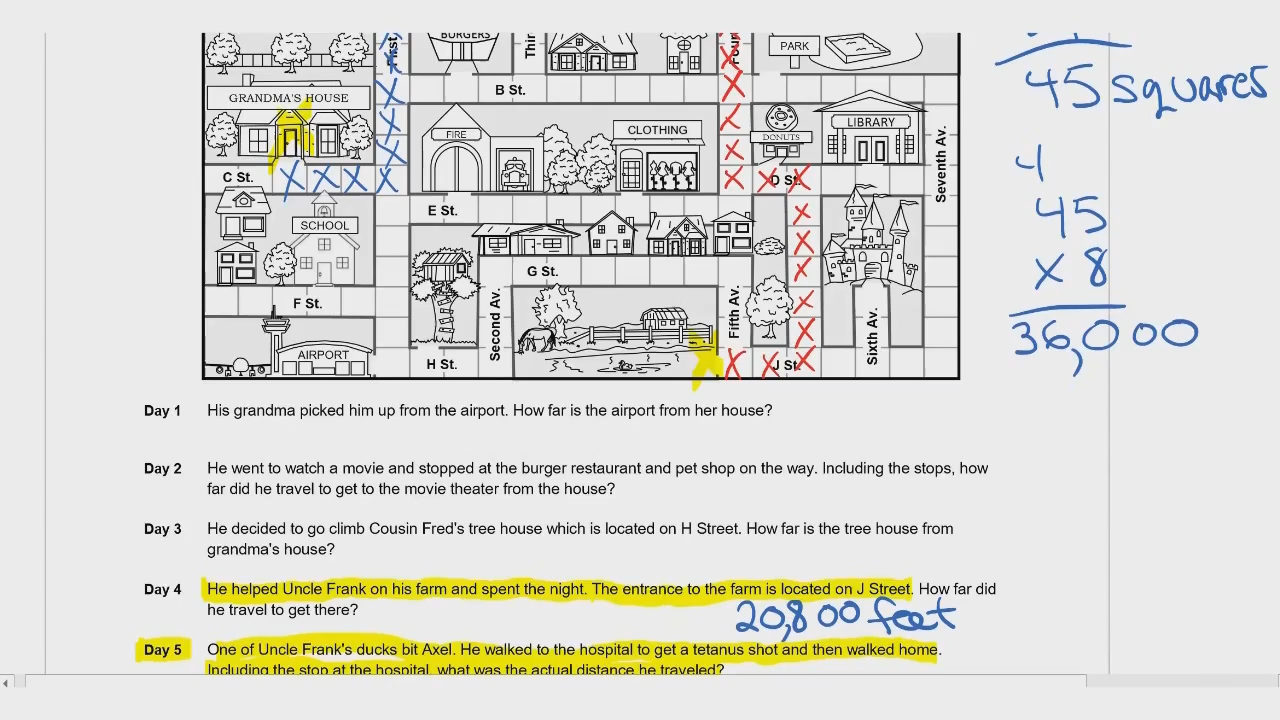 First
BURGERS
Thir
Four
PARK
45 squares
GRANDMA'S HOUSE
B St.
FIRE
CLOTHING
DONUTS
LIBRARY
Seventh Av.
C St.
D St.
4
45
x 8
36,000
SCHOOL
E St.
G St.
F St.
Second Av.
Fifth Av.
Sixth Av.
AIRPORT
H St.
J St.
Day 1 His grandma picked him up from the airport. How far is the airport from her house?
Day 2 He went to watch a movie and stopped at the burger restaurant and pet shop on the way. Including the stops, how
far did he travel to get to the movie theater from the house?
Day 3 He decided to go climb Cousin Fred's tree house which is located on H Street. How far is the tree house from
grandma's house?
Day 4 He helped Uncle Frank on his farm and spent the night. The entrance to the farm is located on J Street. How far did
he travel to get there?
20,800 feet
Day 5 One of Uncle Frank's ducks bit Axel. He walked to the hospital to get a tetanus shot and then walked home.
Including the stop at the hospital, what was the actual distance he traveled?